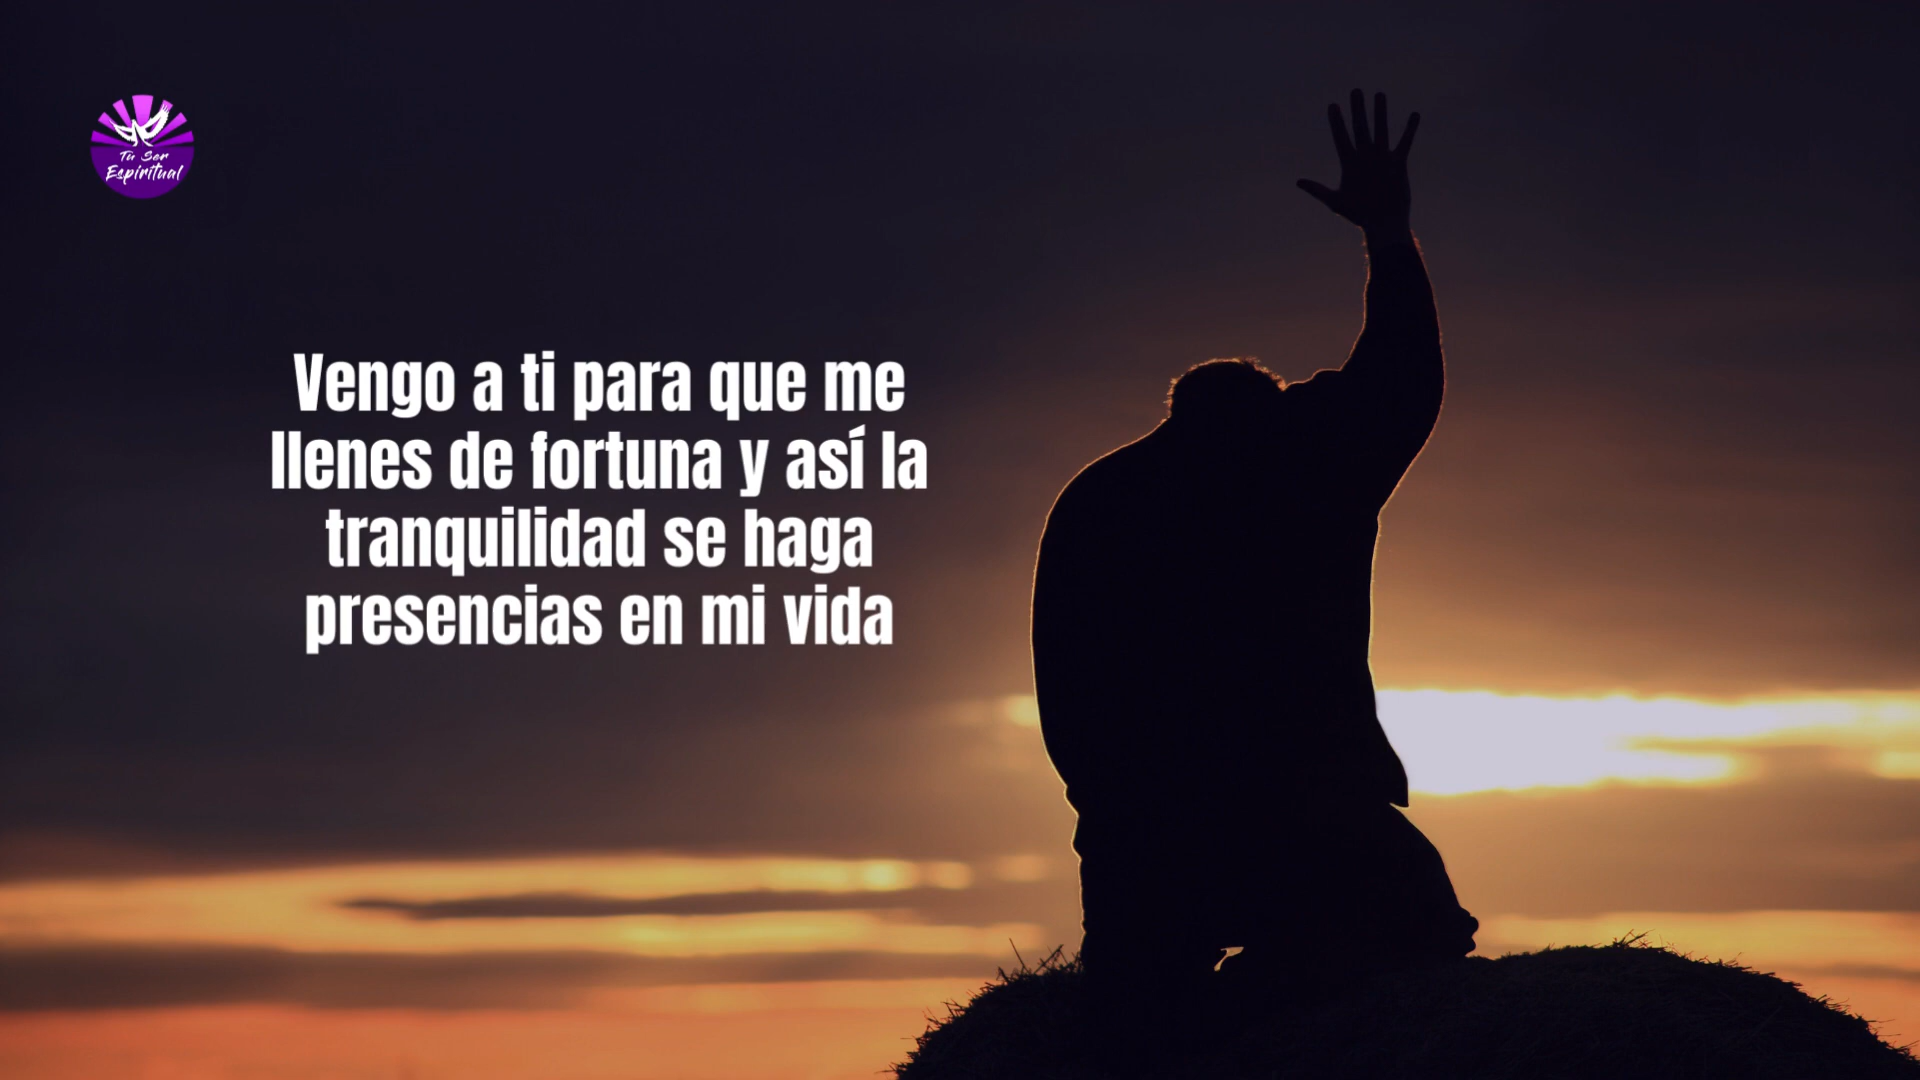 Tu Ser
Espiritual
Vengo a ti para que me
llenes de fortuna y así la
tranquilidad se haga
presencias en mi vida